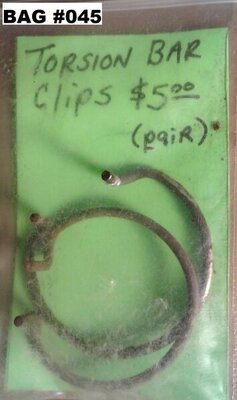 BAG #045
TORSION BAR
Clips $5.00
(paiR)